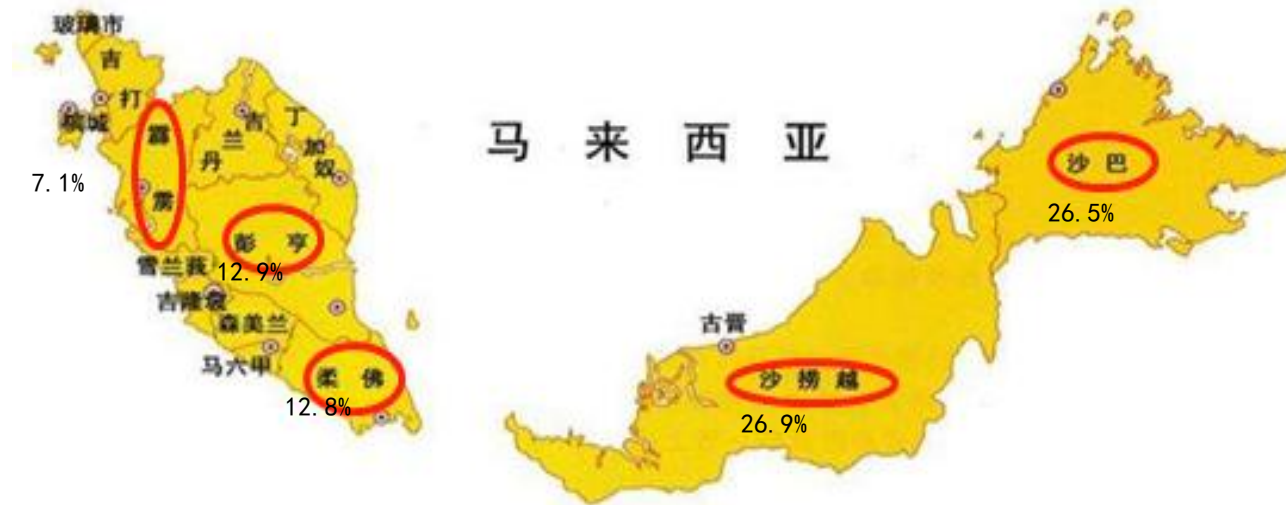 玻璃市
吉打
槟城
霹雳
7.1%
吉兰丹
丁加奴
彭亨
12.9%
雪兰莪
吉隆坡
森美兰
马六甲
柔佛
12.8%
马来西亚
沙巴
26.5%
古晋
沙捞越
26.9%